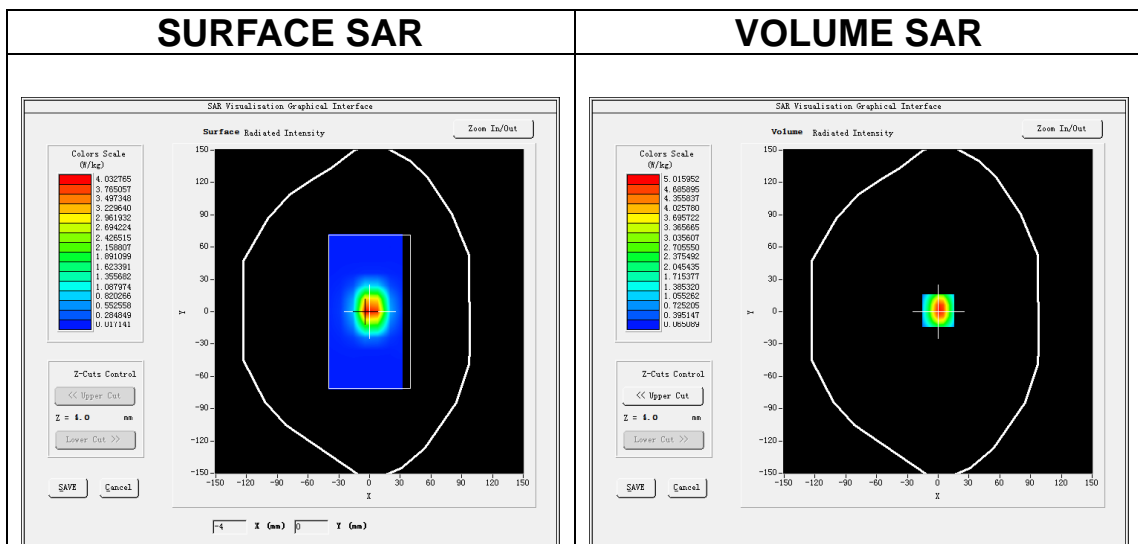 SURFACE SAR
VOLUME SAR
SAR Visualisation Graphical Interface
Surface Radiated Intensity
Zoom In/Out
Colors Scale
(W/kg)
4.032765
3.765057
3.497348
3.229640
2.961932
2.694224
2.426515
2.158807
1.891099
1.623391
1.355682
1.087974
0.820266
0.552558
0.284849
0.017141
Z-Cuts Control
<< Upper Cut
Z = 4.0 mm
Lower Cut >>
SAVE
Cancel
150
120
90
60
30
0
-30
-60
-90
-120
-150
Y
-150 -120 -90 -60 -30 0 30 60 90 120 150
X
-4 X (mm) 0 Y (mm)
SAR Visualisation Graphical Interface
Volume Radiated Intensity
Zoom In/Out
Colors Scale
(W/kg)
5.015952
4.685895
4.355837
4.025780
3.695722
3.365665
3.035607
2.705550
2.375492
2.045435
1.715377
1.385320
1.055262
0.725205
0.395147
0.065089
Z-Cuts Control
<< Upper Cut
Z = 4.0 mm
Lower Cut >>
SAVE
Cancel
150
120
90
60
30
0
-30
-60
-90
-120
-150
Y
-150 -120 -90 -60 -30 0 30 60 90 120 150
X